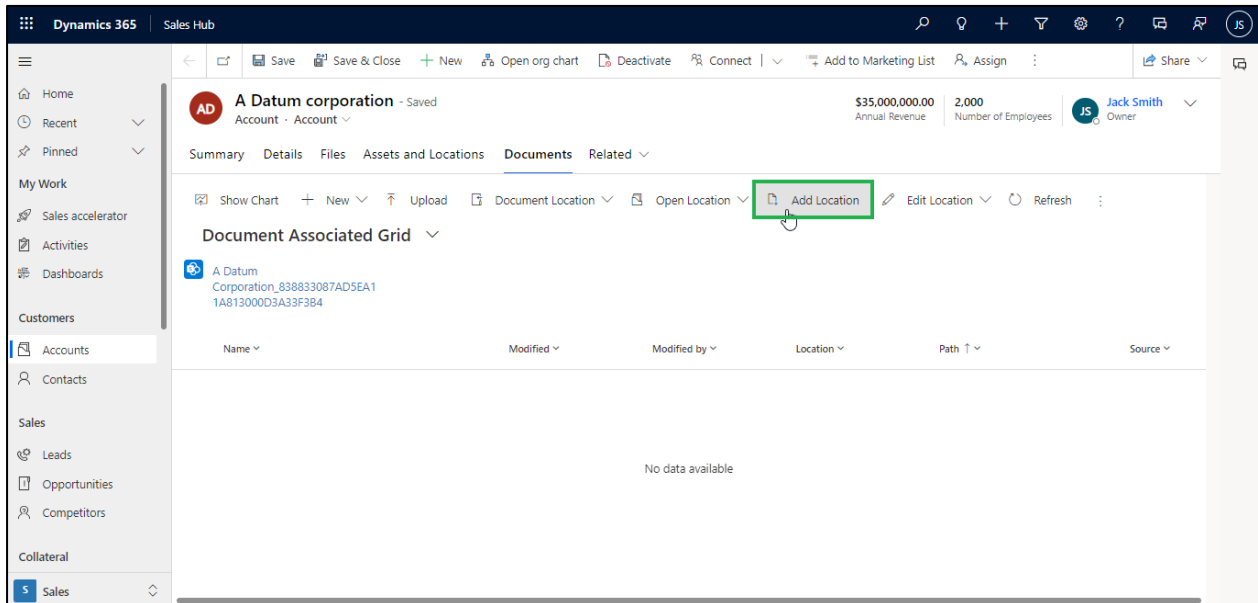 Dynamics 365 Sales Hub JS
Save Save & Close New Open org chart Deactivate Connect Add to Marketing List Assign Share
Home
Recent
Pinned
My Work
Sales accelerator
Activities
Dashboards
Customers
Accounts
Contacts
Sales
Leads
Opportunities
Competitors
Collateral
S Sales
AD A Datum corporation - Saved
Account · Account
$35,000,000.00 2,000 JS Jack Smith
Annual Revenue Number of Employees Owner
Summary Details Files Assets and Locations Documents Related
Show Chart New Upload Document Location Open Location Add Location Edit Location Refresh
Document Associated Grid
A Datum
Corporation_838833087AD5EA1
1A813000D3A33F3B4
Name Modified Modified by Location Path ↑ Source
No data available